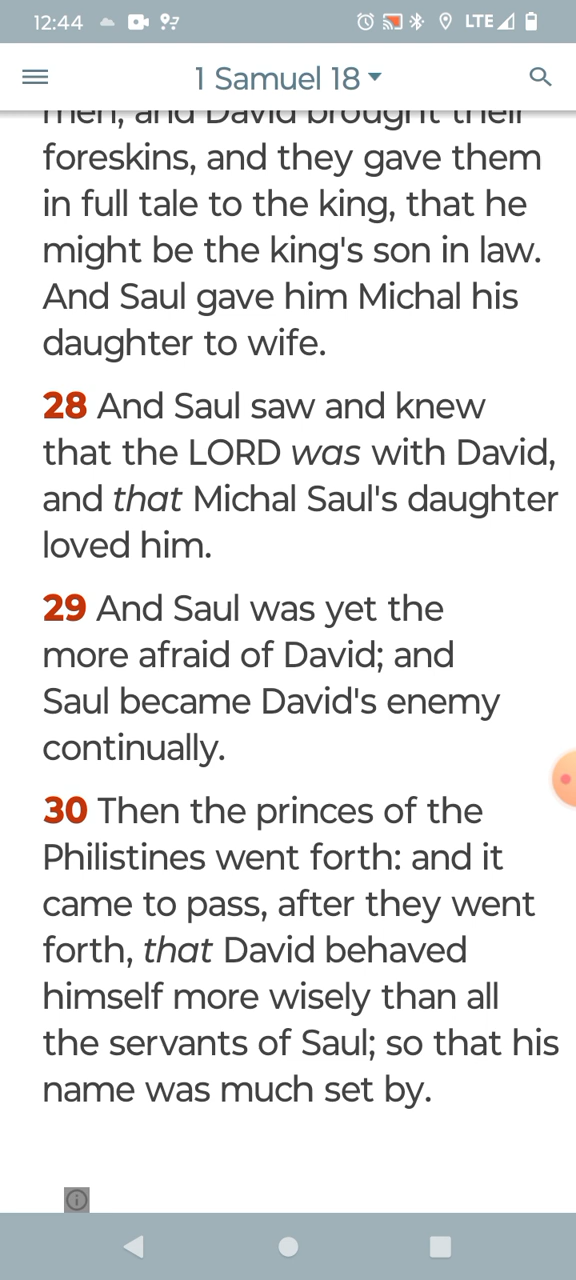 12:44
LTE
1 Samuel 18
men, and David brought their
foreskins, and they gave them
in full tale to the king, that he
might be the king's son in law.
And Saul gave him Michal his
daughter to wife.
28 And Saul saw and knew
that the LORD was with David,
and that Michal Saul's daughter
loved him.
29 And Saul was yet the
more afraid of David; and
Saul became David's enemy
continually.
30 Then the princes of the
Philistines went forth: and it
came to pass, after they went
forth, that David behaved
himself more wisely than all
the servants of Saul; so that his
name was much set by.